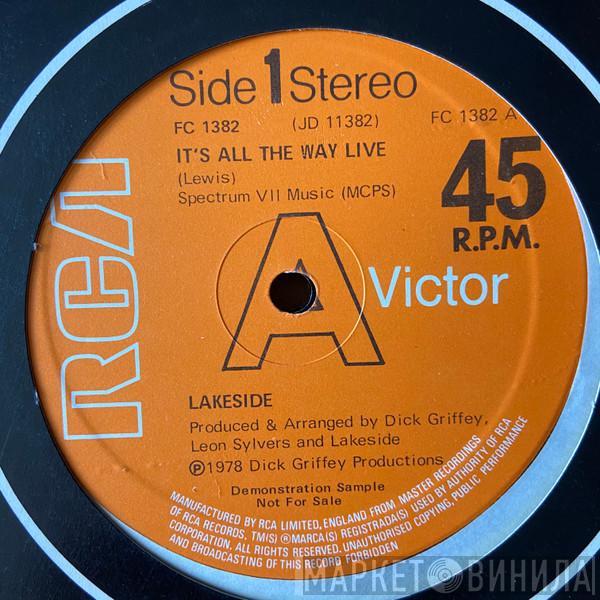 Side 1 Stereo
FC 1382 (JD 11382) FC 1382 A
IT'S ALL THE WAY LIVE
(Lewis)
Spectrum VII Music (MCPS)
45
R.P.M.
RCA
A
Victor
LAKESIDE
Produced & Arranged by Dick Griffey,
Leon Sylvers and Lakeside
Ⓟ1978 Dick Griffey Productions
Demonstration Sample
Not For Sale
MANUFACTURED BY RCA LIMITED, ENGLAND FROM MASTER RECORDINGS
OF RCA RECORDS. TM(S) ® MARCA(S) REGISTRADA(S) USED BY AUTHORITY OF RCA
CORPORATION. ALL RIGHTS RESERVED. UNAUTHORISED COPYING, PUBLIC PERFORMANCE
AND BROADCASTING OF THIS RECORD FORBIDDEN
МАРКЕТ ВИНИЛА